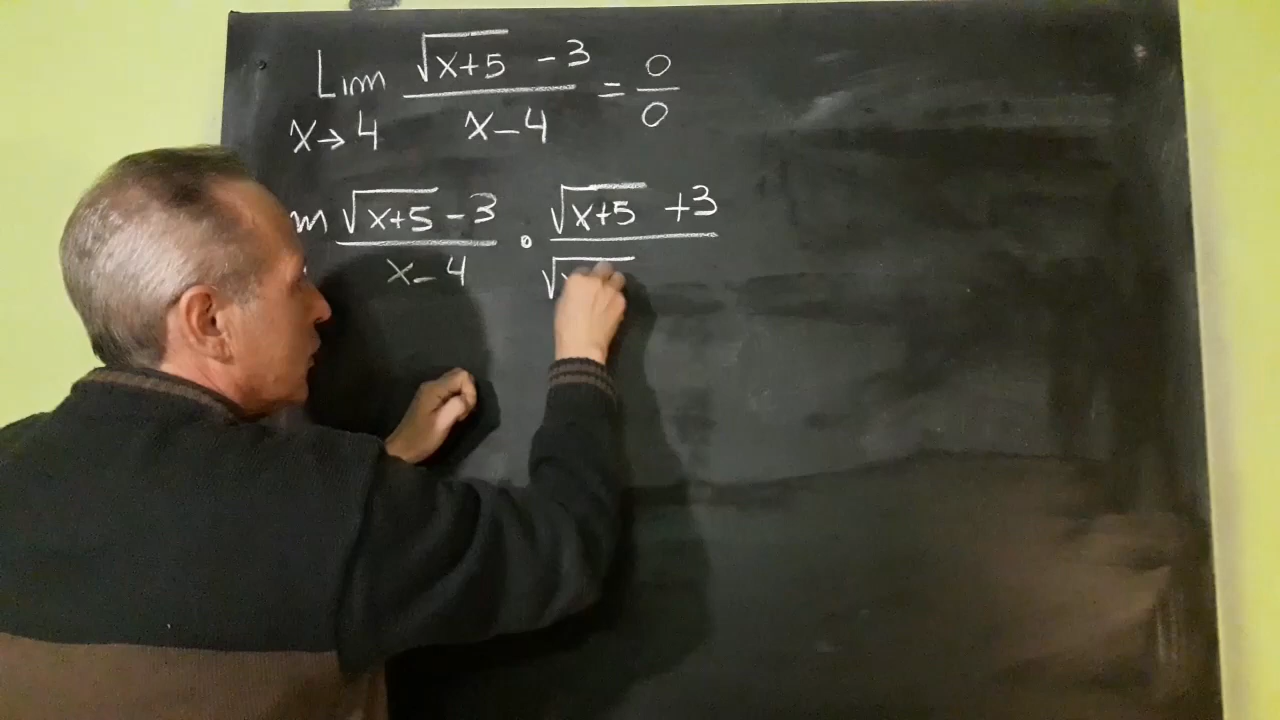 Lim √x+5 - 3 / x-4 = 0/0
x→4
m √x+5 - 3 / x-4 • √x+5 +3 / √